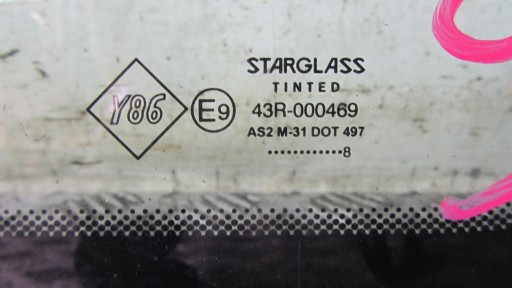 Y86
E9
STARGLASS
TINTED
43R-000469
AS2 M-31 DOT 497
............8